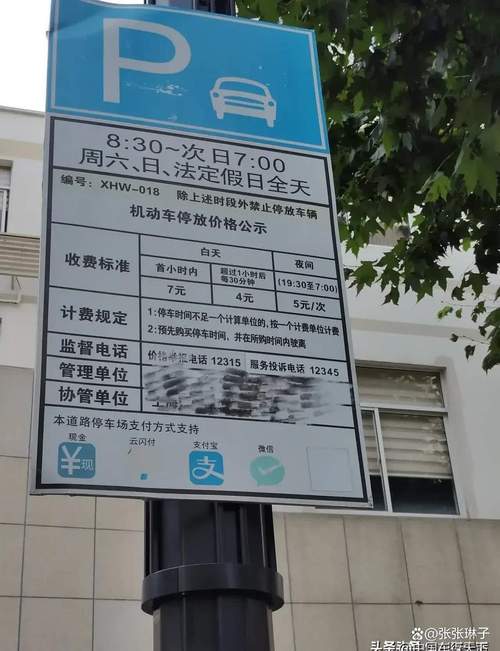 P
8:30~次日7:00
周六、日、法定假日全天
编号：XHW-018 除上述时段外禁止停放车辆
机动车停放价格公示
收费标准
白天
夜间
(19:30至7:00)
首小时内
超过1小时后
每30分钟
7元
4元
5元/次
计费规定
1:停车时间不足一个计算单位的，按一个计费单位计费
2:预先购买停车时间，并在所购时间内驶离
监督电话
价格举报电话 12315 服务投诉电话 12345
管理单位
协管单位
本道路停车场支付方式支持
现金
云闪付
支付宝
微信
¥现
支
@张张琳子
头条